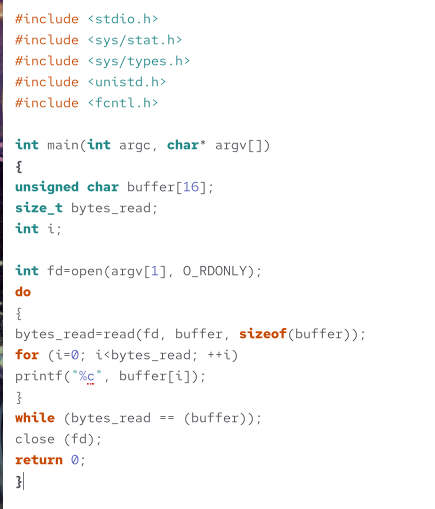 #include <stdio.h>
#include <sys/stat.h>
#include <sys/types.h>
#include <unistd.h>
#include <fcntl.h>
int main(int argc, char* argv[])
{
unsigned char buffer[16];
size_t bytes_read;
int i;
int fd=open(argv[1], O_RDONLY);
do
{
bytes_read=read(fd, buffer, sizeof(buffer));
for (i=0; i<bytes_read; ++i)
printf("%c", buffer[i]);
}
while (bytes_read == (buffer));
close (fd);
return 0;
}